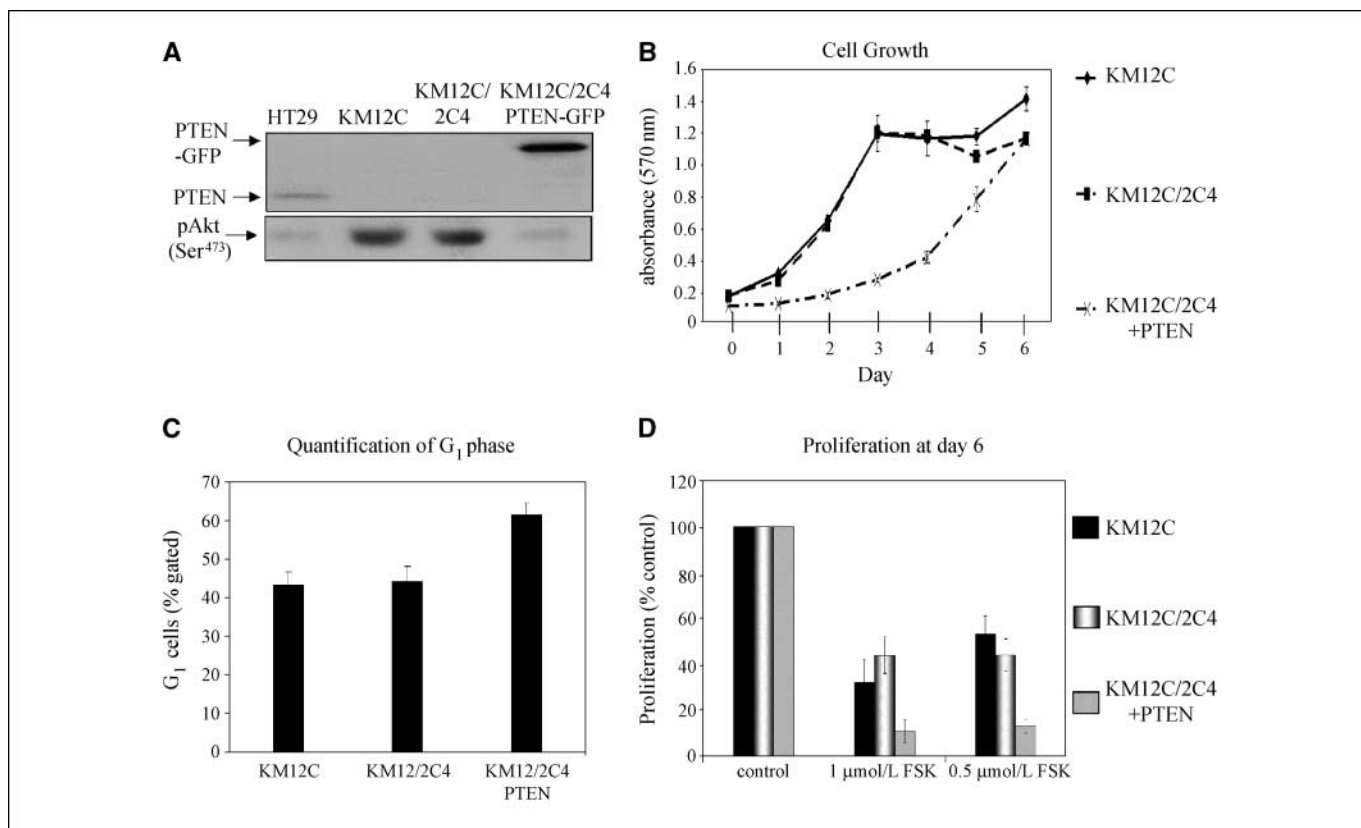 A
HT29 KM12C KM12C/ 2C4 KM12C/2C4 PTEN-GFP
PTEN -GFP
PTEN
pAkt (Ser473)
B
Cell Growth
absorbance (570 nm)
1.6
1.4
1.2
1.0
0.8
0.6
0.4
0.2
0
0 1 2 3 4 5 6
Day
KM12C
KM12C/2C4
KM12C/2C4
+PTEN
C
Quantification of G1 phase
G1 cells (% gated)
70
60
50
40
30
20
10
0
KM12C KM12/2C4 KM12/2C4
PTEN
D
Proliferation at day 6
Proliferation (% control)
120
100
80
60
40
20
0
control 1 μmol/L FSK 0.5 μmol/L FSK
KM12C
KM12C/2C4
KM12C/2C4
+PTEN